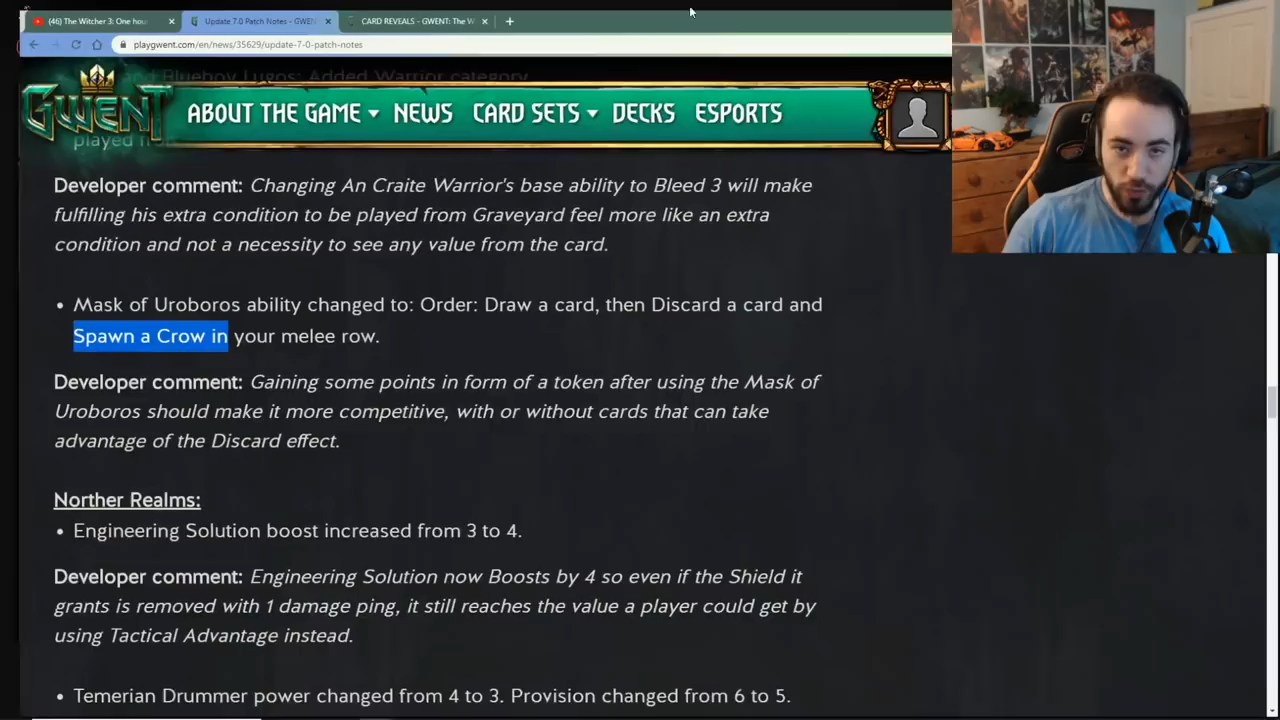 (46) The Witcher 3: One hou
Update 7.0 Patch Notes - GWEN
CARD REVEALS - GWENT: The W
playgwent.com/en/news/35629/update-7-0-patch-notes
Blueboy Lugos: Added Warrior category
GWENT
ABOUT THE GAME
NEWS
CARD SETS
DECKS
ESPORTS
played
Developer comment: Changing An Craite Warrior's base ability to Bleed 3 will make
fulfilling his extra condition to be played from Graveyard feel more like an extra
condition and not a necessity to see any value from the card.
• Mask of Uroboros ability changed to: Order: Draw a card, then Discard a card and
Spawn a Crow in your melee row.
Developer comment: Gaining some points in form of a token after using the Mask of
Uroboros should make it more competitive, with or without cards that can take
advantage of the Discard effect.
Norther Realms:
• Engineering Solution boost increased from 3 to 4.
Developer comment: Engineering Solution now Boosts by 4 so even if the Shield it
grants is removed with 1 damage ping, it still reaches the value a player could get by
using Tactical Advantage instead.
• Temerian Drummer power changed from 4 to 3. Provision changed from 6 to 5.